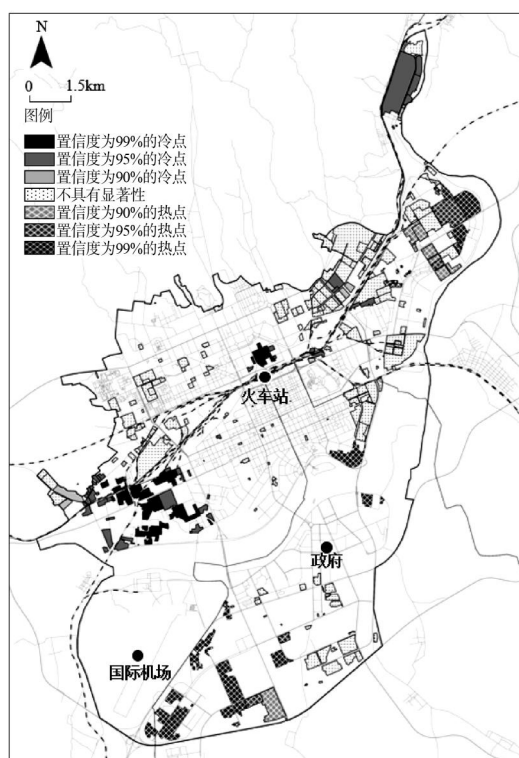 N
0 1.5km
图例
置信度为99%的冷点
置信度为95%的冷点
置信度为90%的冷点
不具有显著性
置信度为90%的热点
置信度为95%的热点
置信度为99%的热点
火车站
政府
国际机场